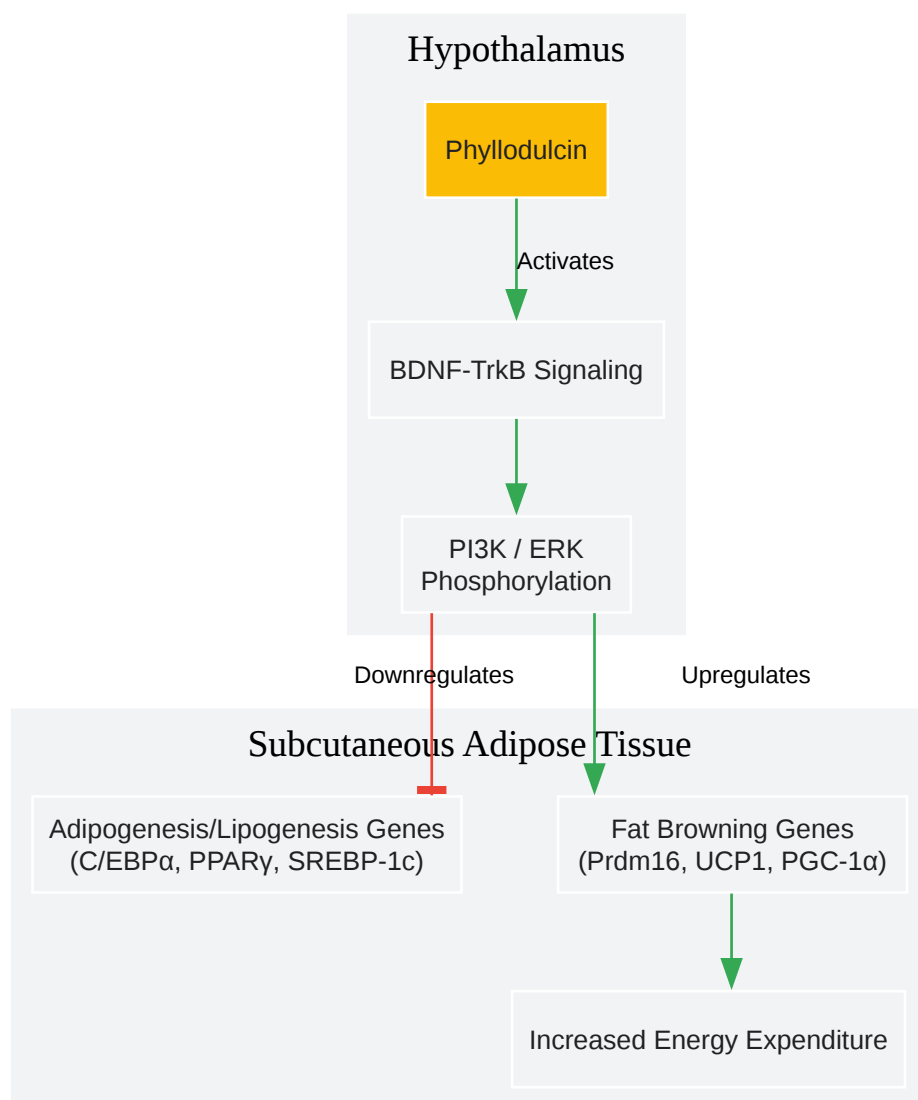 Hypothalamus
Phyllodulcin
Activates
BDNF-TrkB Signaling
PI3K / ERK
Phosphorylation
Downregulates
Upregulates
Subcutaneous Adipose Tissue
Adipogenesis/Lipogenesis Genes
(C/EBPα, PPARγ, SREBP-1c)
Fat Browning Genes
(Prdm16, UCP1, PGC-1α)
Increased Energy Expenditure